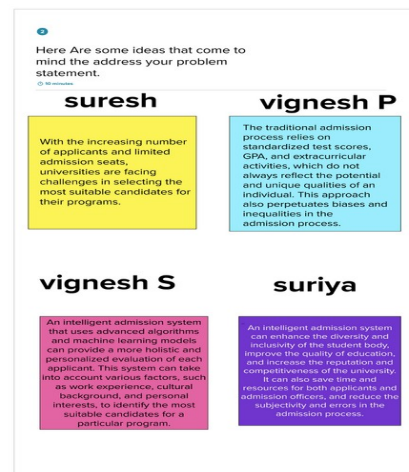 2
Here Are some ideas that come to
mind the address your problem
statement.
10 minutes
suresh
With the increasing number
of applicants and limited
admission seats,
universities are facing
challenges in selecting the
most suitable candidates for
their programs.
vignesh P
The traditional admission
process relies on
standardized test scores,
GPA, and extracurricular
activities, which do not
always reflect the potential
and unique qualities of an
individual. This approach
also perpetuates biases and
inequalities in the
admission process.
vignesh S
An intelligent admission system
that uses advanced algorithms
and machine learning models
can provide a more holistic and
personalized evaluation of each
applicant. This system can take
into account various factors, such
as work experience, cultural
background, and personal
interests, to identify the most
suitable candidates for a
particular program.
suriya
An intelligent admission system
can enhance the diversity and
inclusivity of the student body,
improve the quality of education,
and increase the reputation and
competitiveness of the university.
It can also save time and
resources for both applicants and
admission officers, and reduce the
subjectivity and errors in the
admission process.